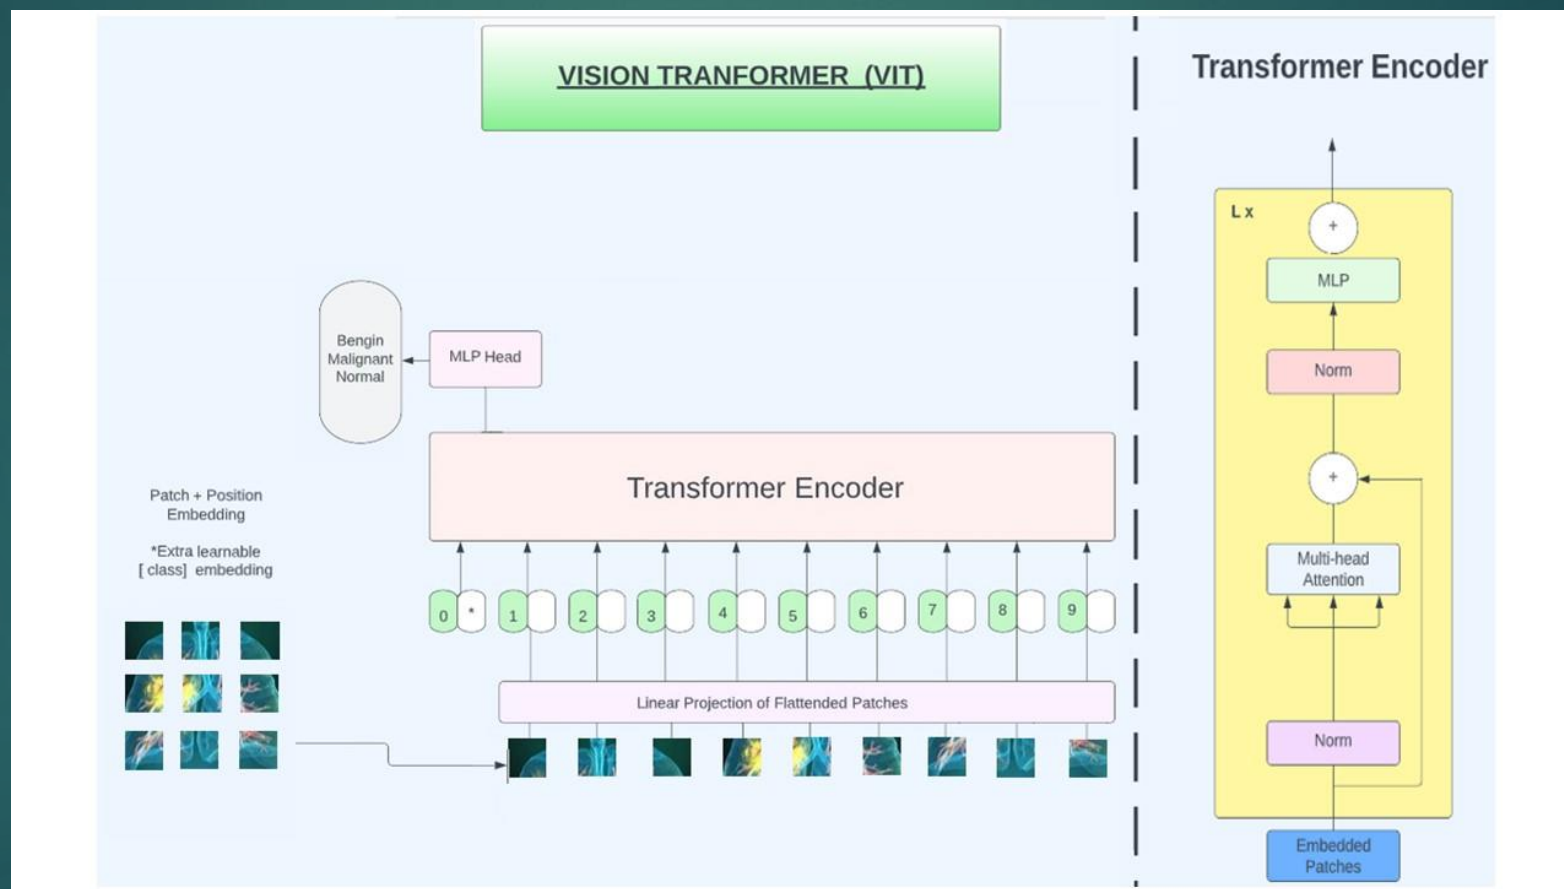 VISION TRANFORMER (VIT)
Bengin
Malignant
Normal
MLP Head
Transformer Encoder
Patch + Position
Embedding
*Extra learnable
[ class] embedding
0 * 1 2 3 4 5 6 7 8 9
Linear Projection of Flattended Patches
Transformer Encoder
L x
+
MLP
Norm
+
Multi-head
Attention
Norm
Embedded
Patches